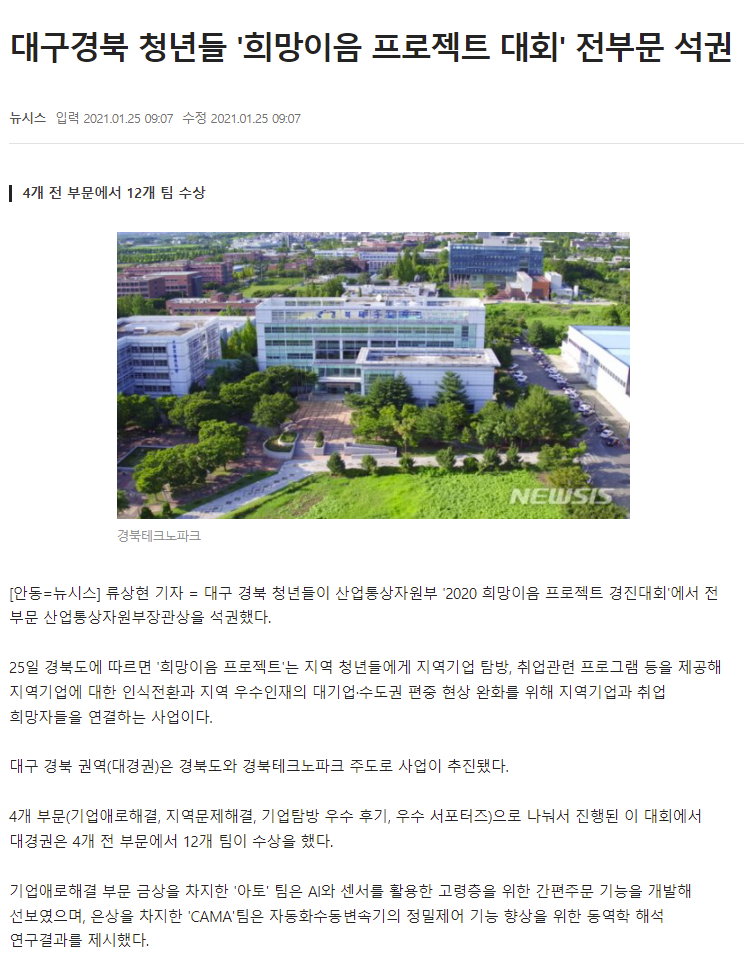 대구경북 청년들 '희망이음 프로젝트 대회' 전부문 석권
뉴시스 입력 2021.01.25 09:07 수정 2021.01.25 09:07
4개 전 부문에서 12개 팀 수상
NEWSIS
경북테크노파크
[안동=뉴시스] 류상현 기자 = 대구 경북 청년들이 산업통상자원부 '2020 희망이음 프로젝트 경진대회'에서 전
부문 산업통상자원부장관상을 석권했다.
25일 경북도에 따르면 '희망이음 프로젝트'는 지역 청년들에게 지역기업 탐방, 취업관련 프로그램 등을 제공해
지역기업에 대한 인식전환과 지역 우수인재의 대기업·수도권 편중 현상 완화를 위해 지역기업과 취업
희망자들을 연결하는 사업이다.
대구 경북 권역(대경권)은 경북도와 경북테크노파크 주도로 사업이 추진됐다.
4개 부문(기업애로해결, 지역문제해결, 기업탐방 우수 후기, 우수 서포터즈)으로 나눠서 진행된 이 대회에서
대경권은 4개 전 부문에서 12개 팀이 수상을 했다.
기업애로해결 부문 금상을 차지한 '아토' 팀은 AI와 센서를 활용한 고령층을 위한 간편주문 기능을 개발해
선보였으며, 은상을 차지한 'CAMA'팀은 자동화수동변속기의 정밀제어 기능 향상을 위한 동역학 해석
연구결과를 제시했다.